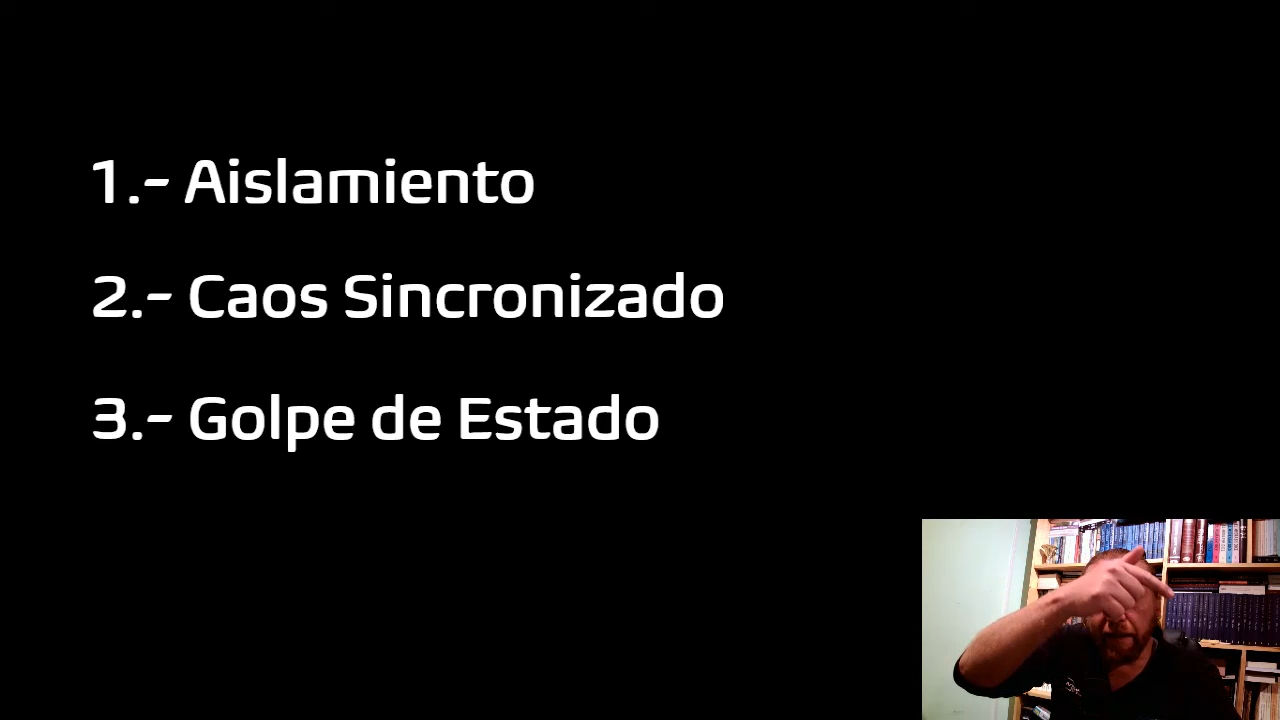 1.- Aislamiento
2.- Caos Sincronizado
3.- Golpe de Estado